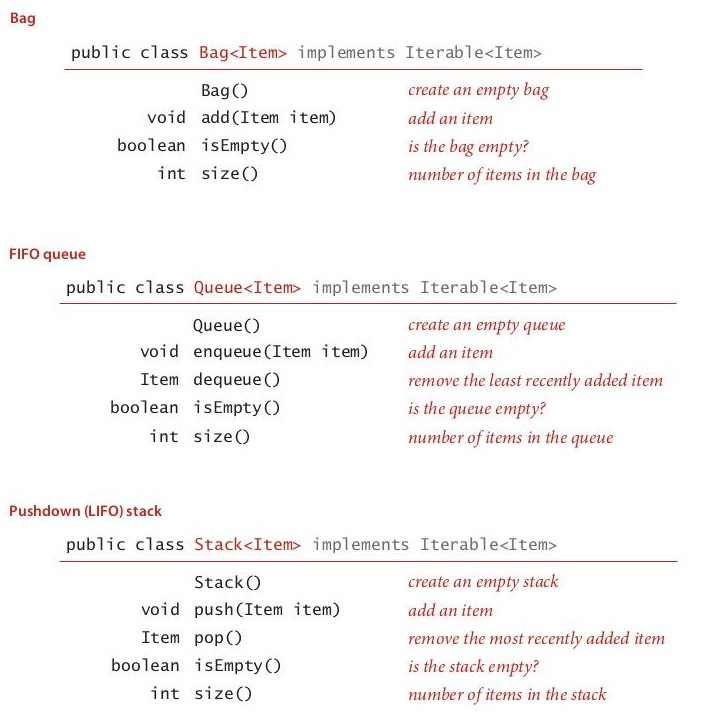 Bag
public class Bag<Item> implements Iterable<Item>
Bag() create an empty bag
void add(Item item) add an item
boolean isEmpty() is the bag empty?
int size() number of items in the bag
FIFO queue
public class Queue<Item> implements Iterable<Item>
Queue() create an empty queue
void enqueue(Item item) add an item
Item dequeue() remove the least recently added item
boolean isEmpty() is the queue empty?
int size() number of items in the queue
Pushdown (LIFO) stack
public class Stack<Item> implements Iterable<Item>
Stack() create an empty stack
void push(Item item) add an item
Item pop() remove the most recently added item
boolean isEmpty() is the stack empty?
int size() number of items in the stack